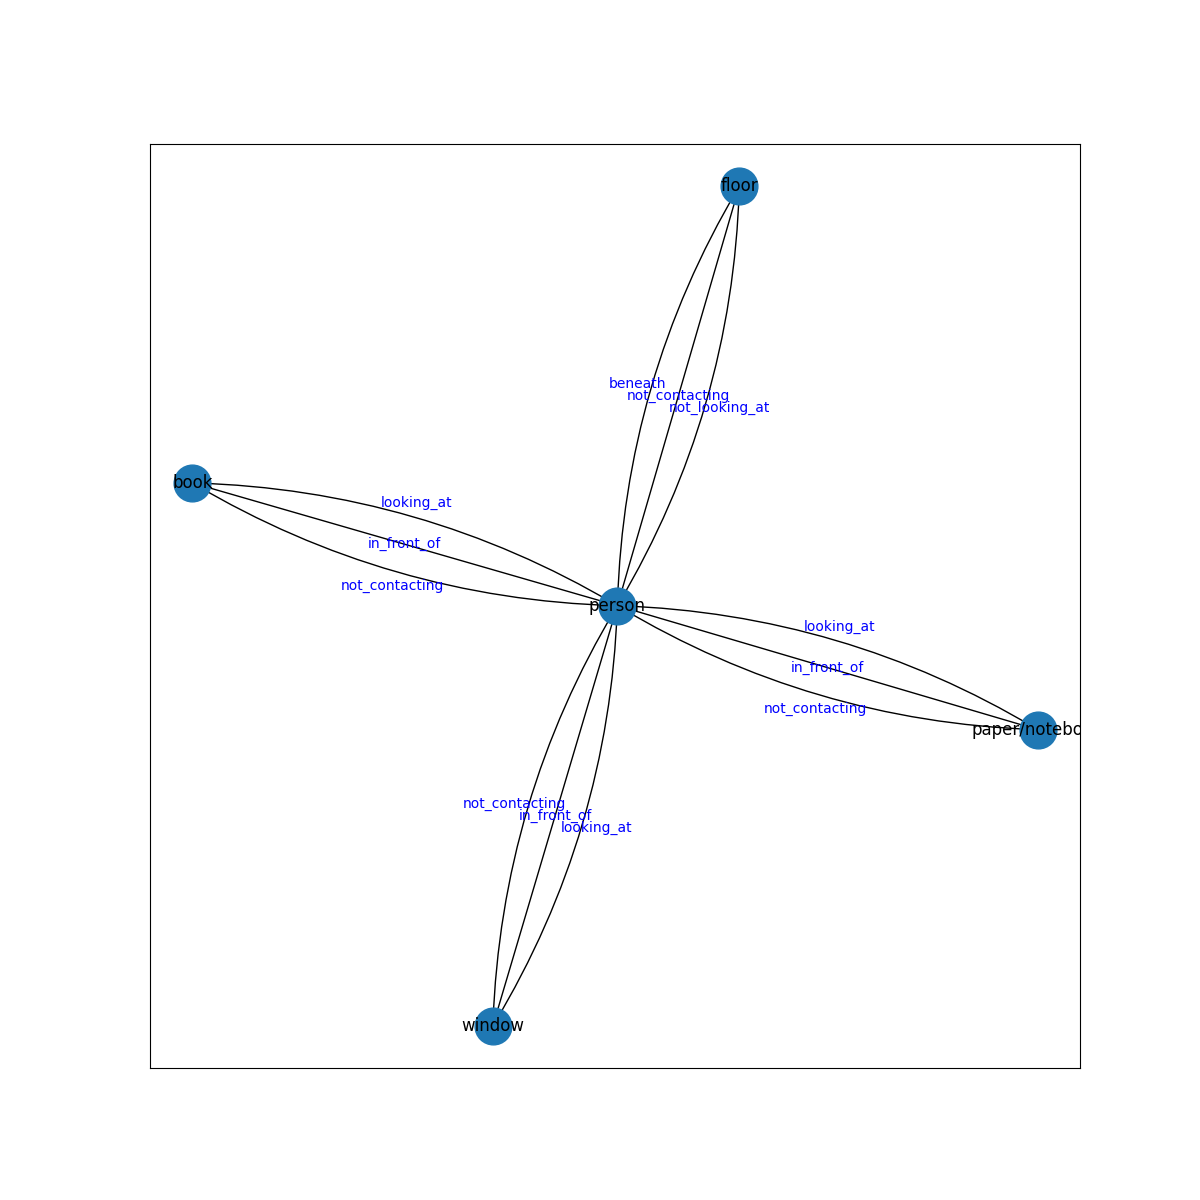 floor
beneath
not_contacting
not_looking_at
book
looking_at
in_front_of
not_contacting
person
looking_at
in_front_of
not_contacting
paper/notebo
not_contacting
in_front_of
looking_at
window